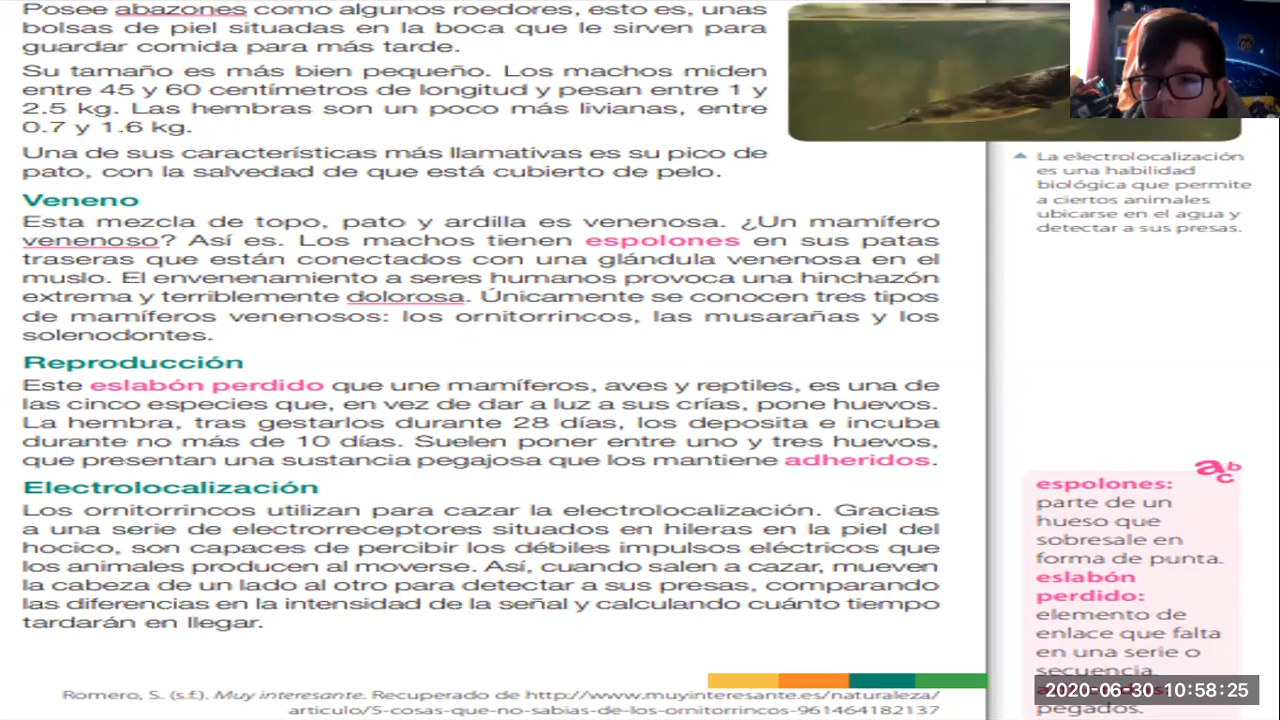 Posee abazones como algunos roedores, esto es, unas
bolsas de piel situadas en la boca que le sirven para
guardar comida para más tarde.
Su tamaño es más bien pequeño. Los machos miden
entre 45 y 60 centímetros de longitud y pesan entre 1 y
2.5 kg. Las hembras son un poco más livianas, entre
0.7 y 1.6 kg.
Una de sus características más llamativas es su pico de
pato, con la salvedad de que está cubierto de pelo.
Veneno
Esta mezcla de topo, pato y ardilla es venenosa. ¿Un mamífero
venenoso? Así es. Los machos tienen espolones en sus patas
traseras que están conectados con una glándula venenosa en el
muslo. El envenenamiento a seres humanos provoca una hinchazón
extrema y terriblemente dolorosa. Únicamente se conocen tres tipos
de mamíferos venenosos: los ornitorrincos, las musarañas y los
solenodontes.
Reproducción
Este eslabón perdido que une mamíferos, aves y reptiles, es una de
las cinco especies que, en vez de dar a luz a sus crías, pone huevos.
La hembra, tras gestarlos durante 28 días, los deposita e incuba
durante no más de 10 días. Suelen poner entre uno y tres huevos,
que presentan una sustancia pegajosa que los mantiene adheridos.
Electrolocalización
Los ornitorrincos utilizan para cazar la electrolocalización. Gracias
a una serie de electrorreceptores situados en hileras en la piel del
hocico, son capaces de percibir los débiles impulsos eléctricos que
los animales producen al moverse. Así, cuando salen a cazar, mueven
la cabeza de un lado al otro para detectar a sus presas, comparando
las diferencias en la intensidad de la señal y calculando cuánto tiempo
tardarán en llegar.
Romero, S. (s.f.). Muy interesante. Recuperado de http://www.muyinteresante.es/naturaleza/
articulo/5-cosas-que-no-sabias-de-los-ornitorrincos-961464182137
La electrolocalización
es una habilidad
biológica que permite
a ciertos animales
ubicarse en el agua y
detectar a sus presas.
abc
espolones:
parte de un
hueso que
sobresale en
forma de punta.
eslabón
perdido:
elemento de
enlace que falta
en una serie o
secuencia.
pegados.
2020-06-30 10:58:25